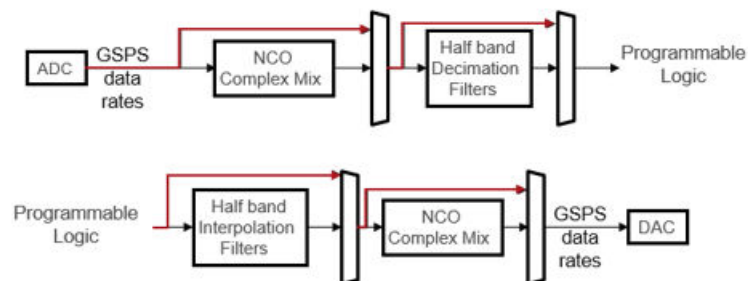 ADC
GSPS
data
rates
NCO
Complex Mix
Half band
Decimation
Filters
Programmable
Logic
Programmable
Logic
Half band
Interpolation
Filters
NCO
Complex Mix
GSPS
data
rates
DAC